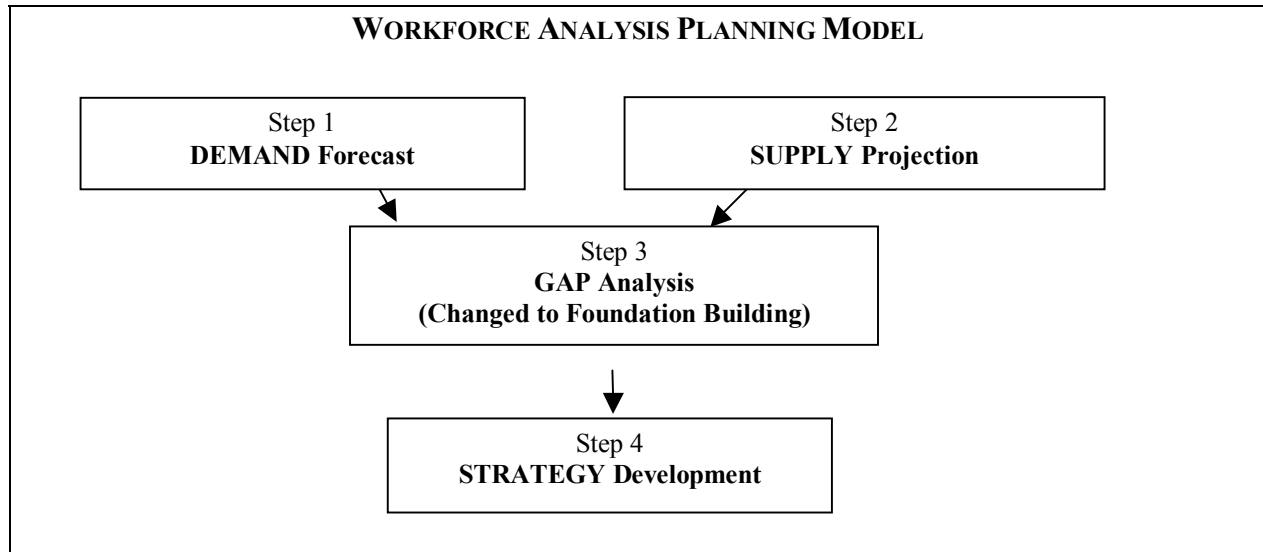 WORKFORCE ANALYSIS PLANNING MODEL
Step 1
DEMAND Forecast
Step 2
SUPPLY Projection
Step 3
GAP Analysis
(Changed to Foundation Building)
Step 4
STRATEGY Development